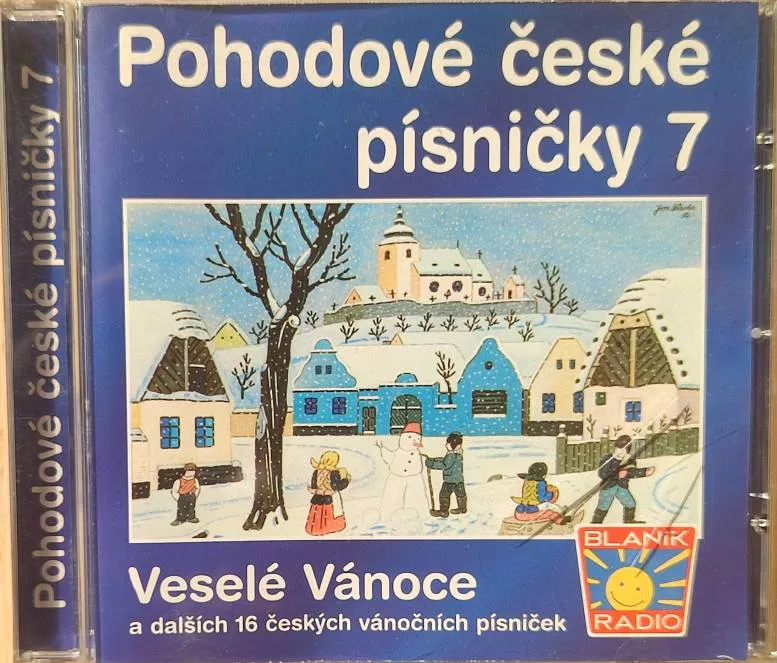 Pohodové české písničky 7
Pohodové české
písničky 7
Veselé Vánoce
a dalších 16 českých vánočních písniček
BLANÍK
RADIO